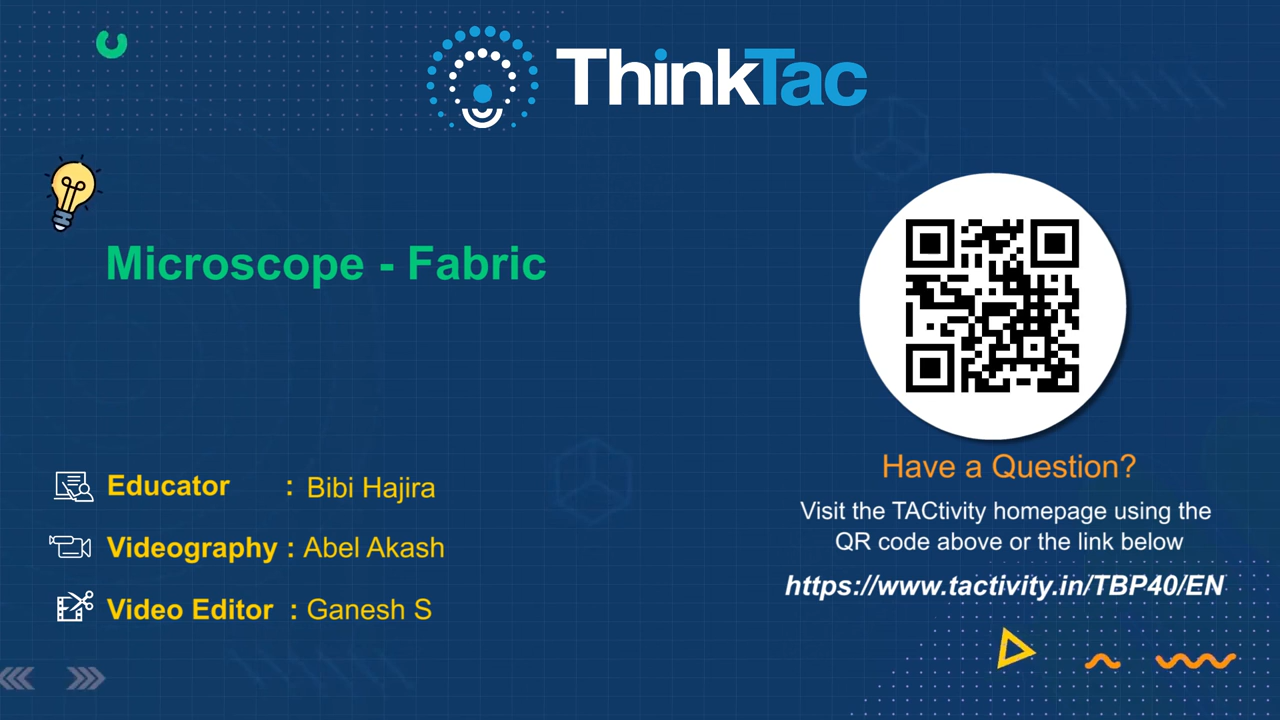 ThinkTac
Microscope - Fabric
Educator : Bibi Hajira
Videography : Abel Akash
Video Editor : Ganesh S
Have a Question?
Visit the TACtivity homepage using the
QR code above or the link below
https://www.tactivity.in/TBP40/EN